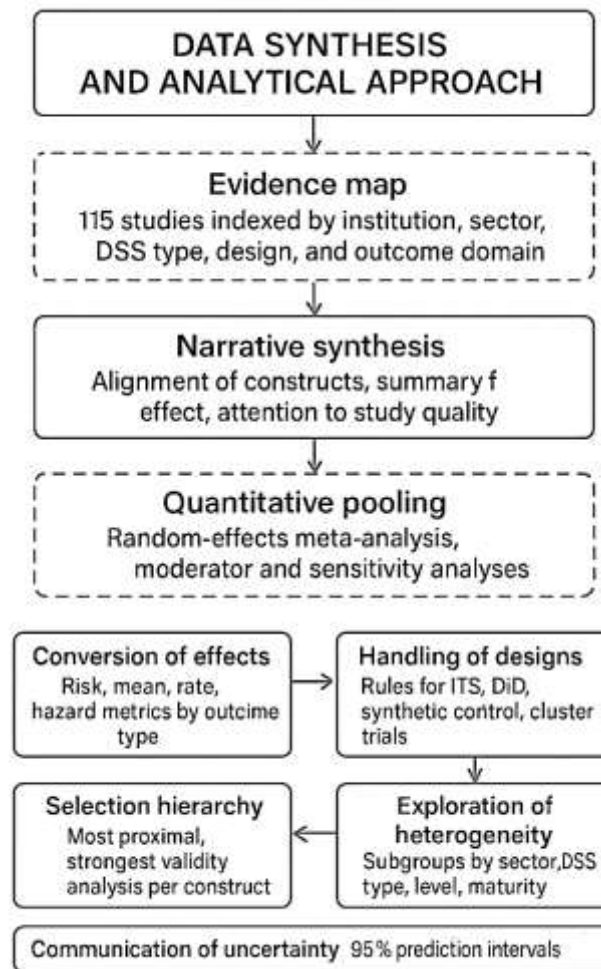 DATA SYNTHESIS
AND ANALYTICAL APPROACH
Evidence map
115 studies indexed by institution, sector,
DSS type, design, and outcome domain
Narrative synthesis
Alignment of constructs, summary f
effect, attention to study quality
Quantitative pooling
Random-effects meta-analysis,
moderator and sensitivity analyses
Conversion of effects
Risk, mean, rate,
hazard metrics by outcime
type
Handling of designs
Rules for ITS, DiD,
synthetic control, cluster
trials
Selection hierarchy
Most proximal,
strongest validity
analysis per construct
Exploration of
heterogeneity
Subgroups by sector,DSS
type, level, maturity
Communication of uncertainty 95% prediction intervals